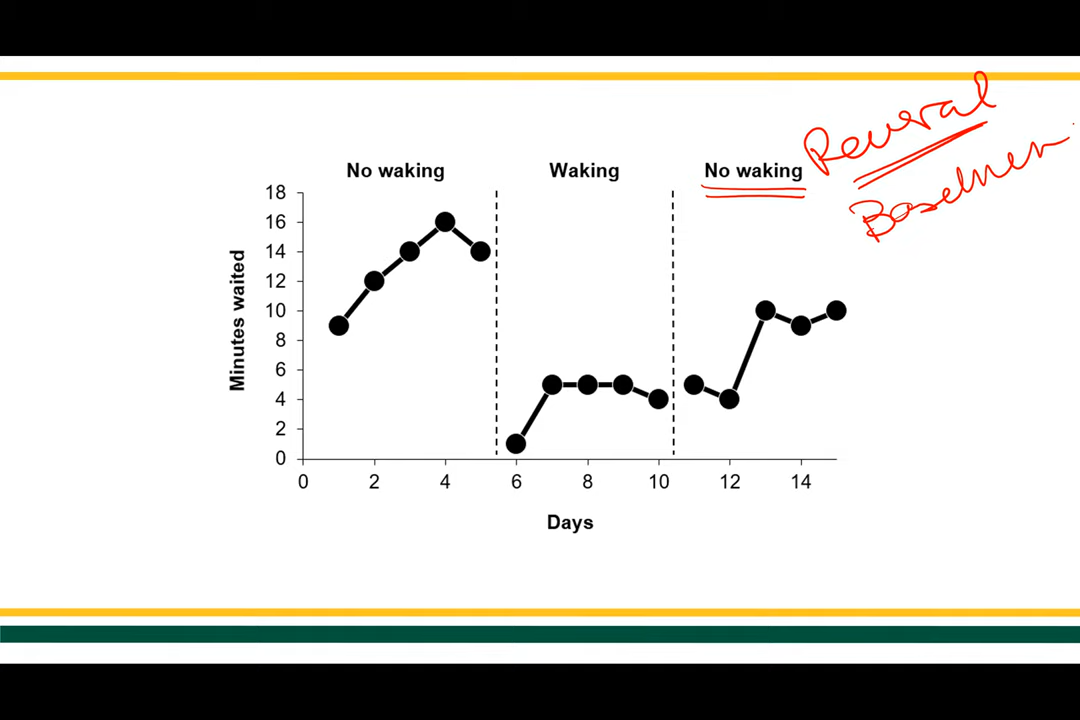 Reversal
No waking Waking No waking
18
16
14
12
10
8
6
4
2
0
Minutes waited
0 2 4 6 8 10 12 14
Days